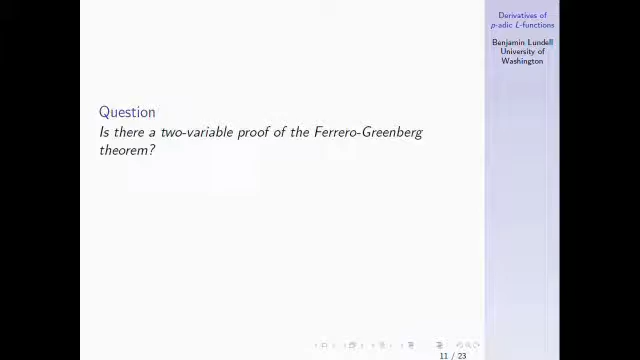 Derivatives of
p-adic L-functions
Benjamin Lundell
University of
Washington
Question
Is there a two-variable proof of the Ferrero-Greenberg
theorem?
11 / 23